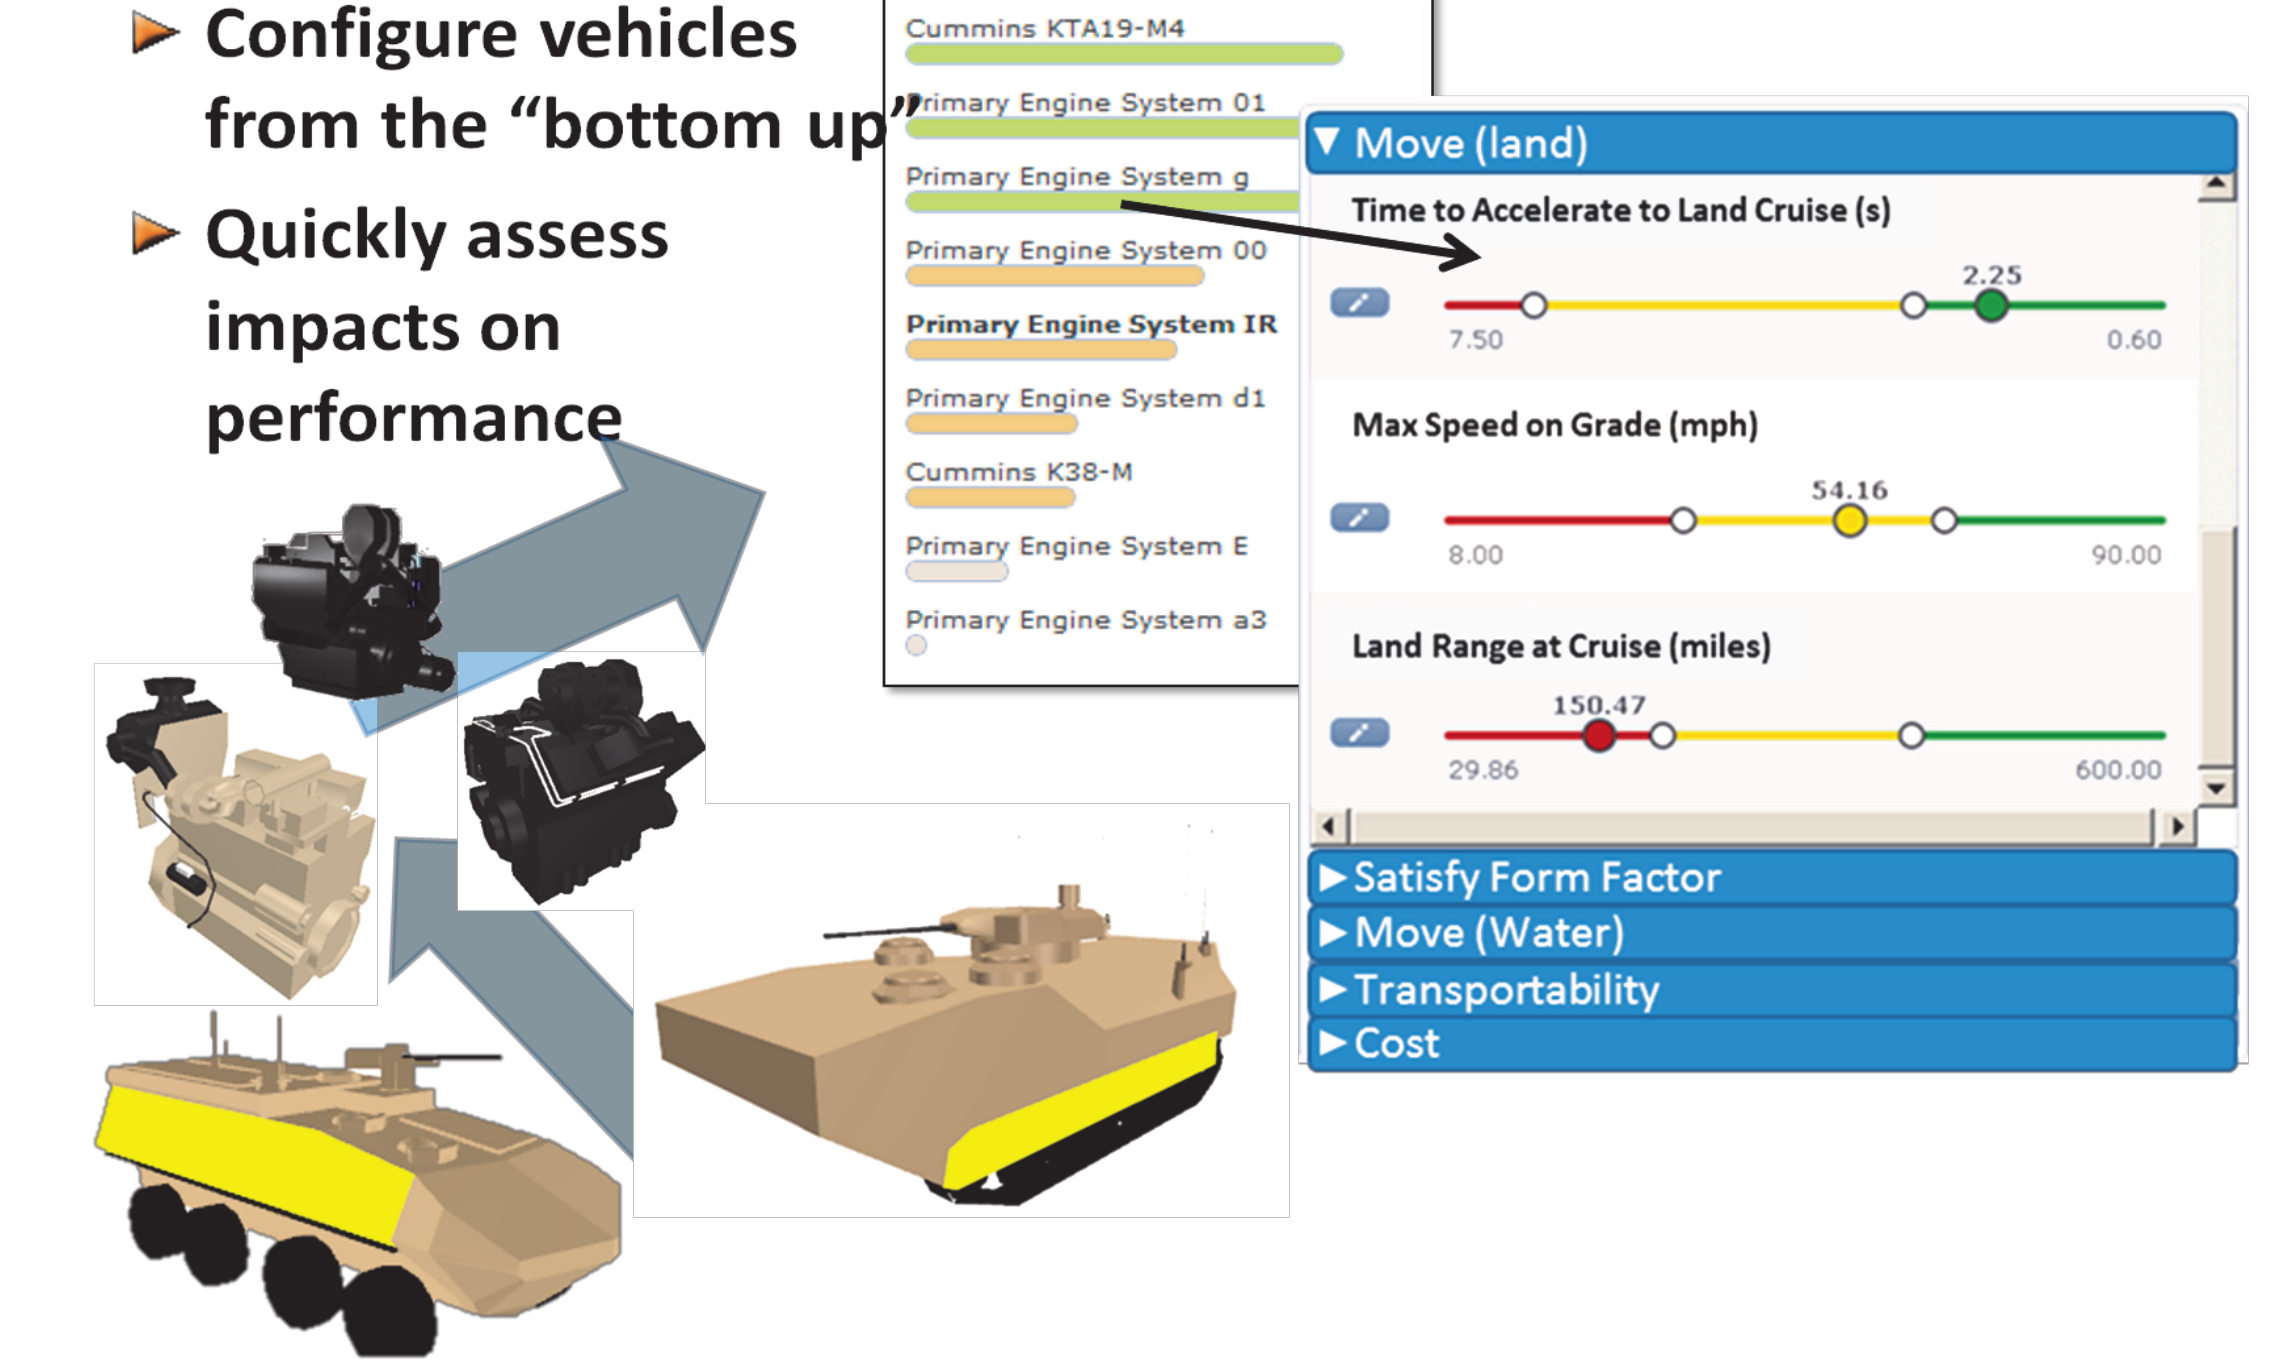 Configure vehicles
from the “bottom up”
Quickly assess
impacts on
performance
Cummins KTA19-M4
Primary Engine System 01
Primary Engine System g
Primary Engine System 00
Primary Engine System IR
Primary Engine System d1
Cummins K38-M
Primary Engine System E
Primary Engine System a3
Move (land)
Time to Accelerate to Land Cruise (s)
2.25
7.50 0.60
Max Speed on Grade (mph)
54.16
8.00 90.00
Land Range at Cruise (miles)
150.47
29.86 600.00
Satisfy Form Factor
Move (Water)
Transportability
Cost